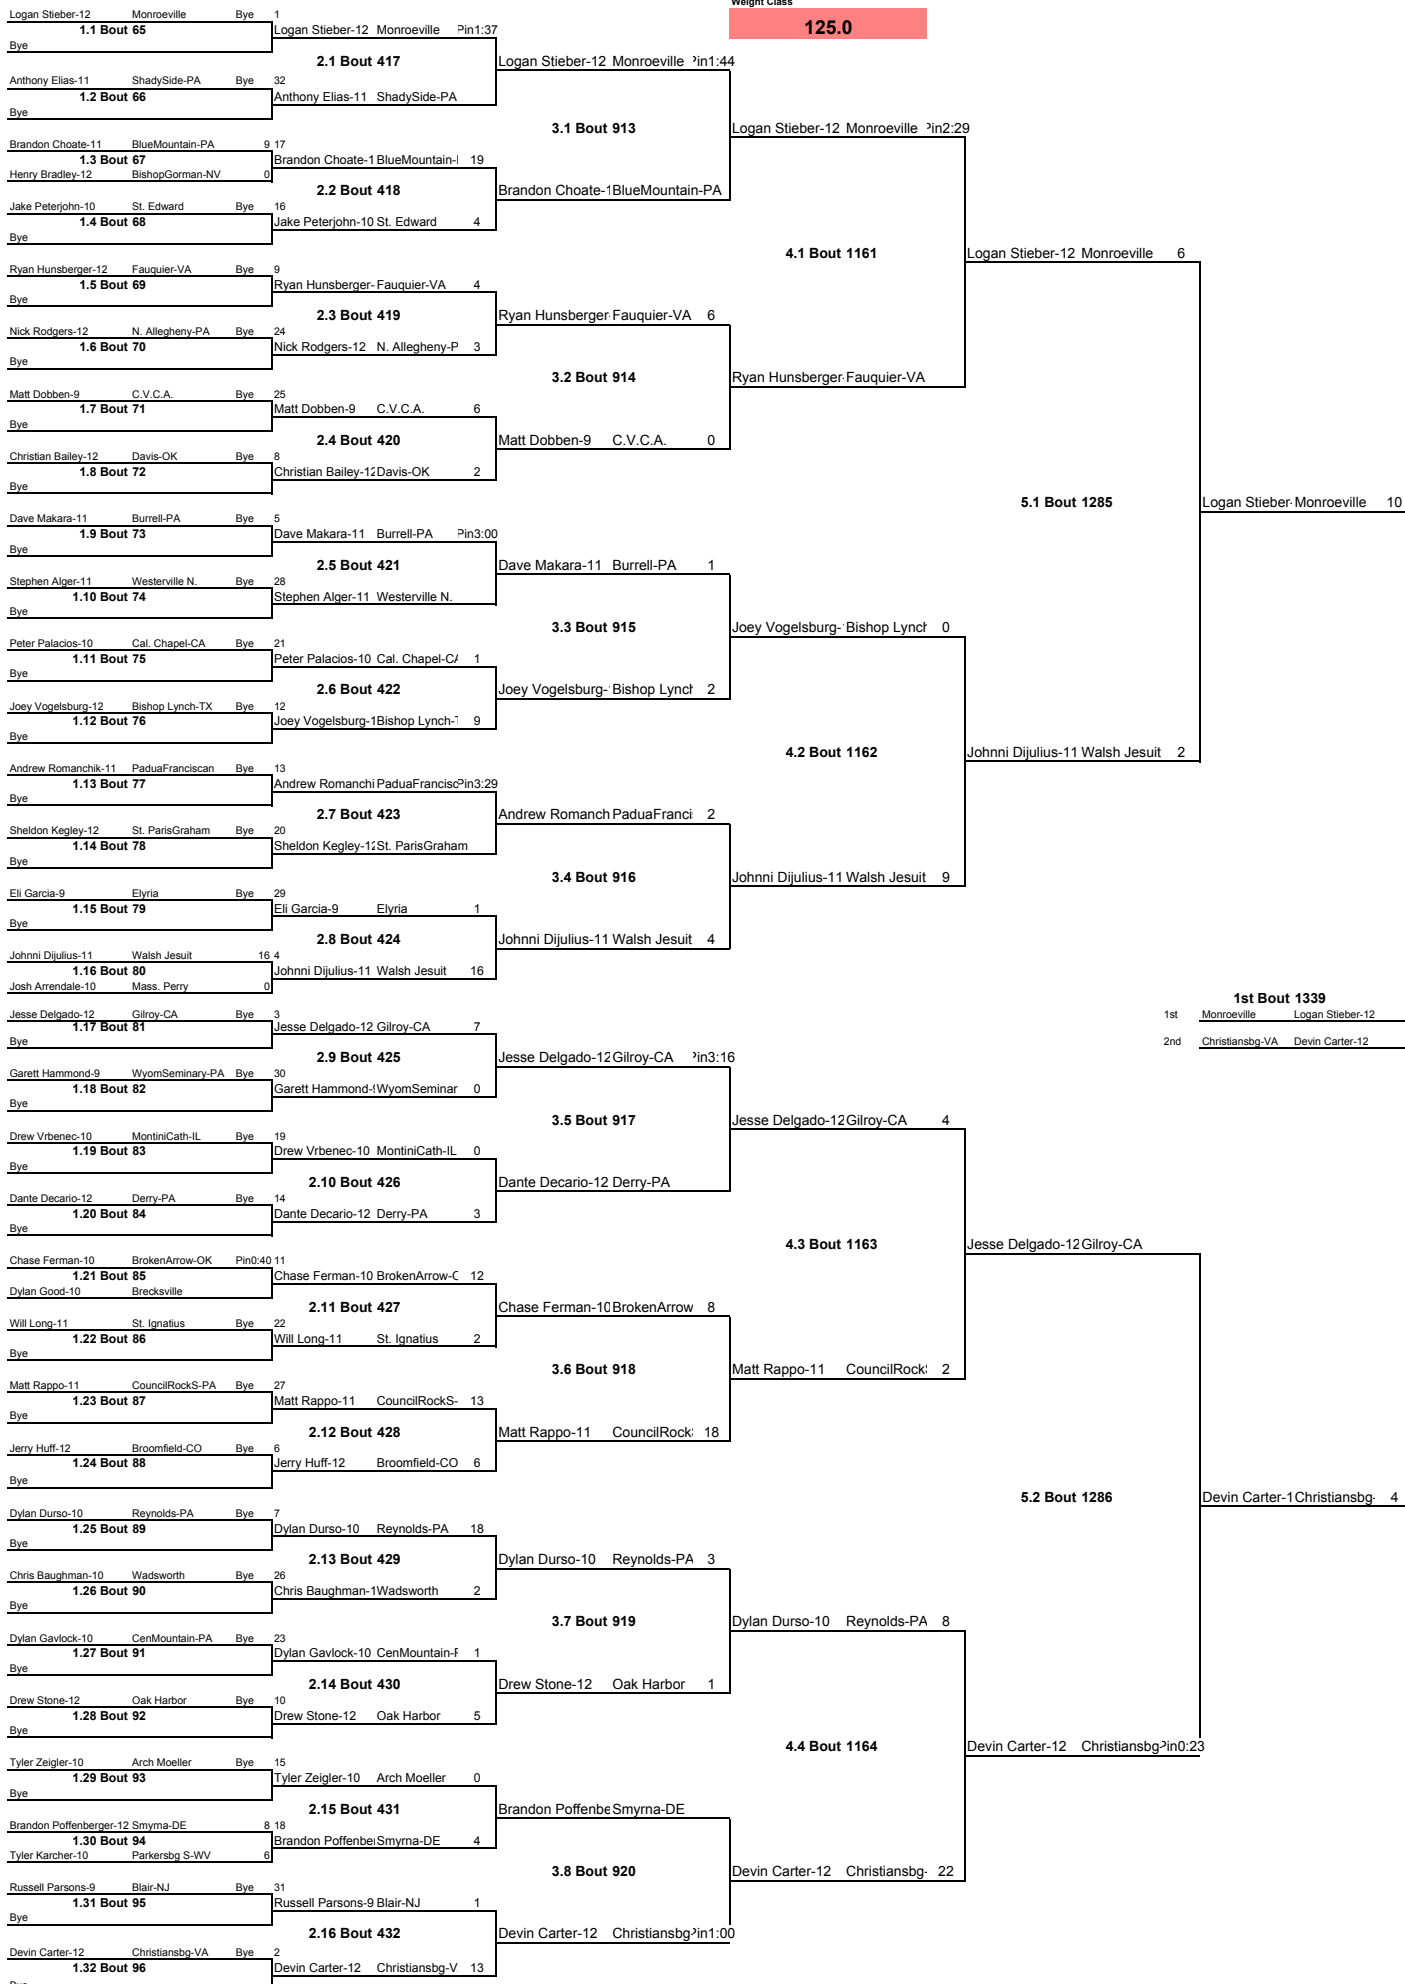 Weight Class
125.0
Logan Stieber-12 Monroeville Bye 1
1.1 Bout 65
Bye
Anthony Elias-11 ShadySide-PA Bye 32
1.2 Bout 66
Bye
Brandon Choate-11 BlueMountain-PA 9 17
1.3 Bout 67
Henry Bradley-12 BishopGorman-NV 0
Jake Peterjohn-10 St. Edward Bye 16
1.4 Bout 68
Bye
Ryan Hunsberger-12 Fauquier-VA Bye 9
1.5 Bout 69
Bye
Nick Rodgers-12 N. Allegheny-PA Bye 24
1.6 Bout 70
Bye
Matt Dobben-9 C.V.C.A. Bye 25
1.7 Bout 71
Bye
Christian Bailey-12 Davis-OK Bye 8
1.8 Bout 72
Bye
Dave Makara-11 Burrell-PA Bye 5
1.9 Bout 73
Bye
Stephen Alger-11 Westerville N. Bye 28
1.10 Bout 74
Bye
Peter Palacios-10 Cal. Chapel-CA Bye 21
1.11 Bout 75
Bye
Joey Vogelsburg-12 Bishop Lynch-TX Bye 12
1.12 Bout 76
Bye
Andrew Romanchik-11 PaduaFranciscan Bye 13
1.13 Bout 77
Bye
Sheldon Kegley-12 St. ParisGraham Bye 20
1.14 Bout 78
Bye
Eli Garcia-9 Elyria Bye 29
1.15 Bout 79
Bye
Johnni Dijulius-11 Walsh Jesuit 16 4
1.16 Bout 80
Josh Arrendale-10 Mass. Perry 0
Jesse Delgado-12 Gilroy-CA Bye 3
1.17 Bout 81
Bye
Garett Hammond-9 WyomSeminary-PA Bye 30
1.18 Bout 82
Bye
Drew Vrbenec-10 MontiniCath-IL Bye 19
1.19 Bout 83
Bye
Dante Decario-12 Derry-PA Bye 14
1.20 Bout 84
Bye
Chase Ferman-10 BrokenArrow-OK Pin0:40 11
1.21 Bout 85
Dylan Good-10 Brecksville
Will Long-11 St. Ignatius Bye 22
1.22 Bout 86
Bye
Matt Rappo-11 CouncilRockS-PA Bye 27
1.23 Bout 87
Bye
Jerry Huff-12 Broomfield-CO Bye 6
1.24 Bout 88
Bye
Dylan Durso-10 Reynolds-PA Bye 7
1.25 Bout 89
Bye
Chris Baughman-10 Wadsworth Bye 26
1.26 Bout 90
Bye
Dylan Gavlock-10 CenMountain-PA Bye 23
1.27 Bout 91
Bye
Drew Stone-12 Oak Harbor Bye 10
1.28 Bout 92
Bye
Tyler Zeigler-10 Arch Moeller Bye 15
1.29 Bout 93
Bye
Brandon Poffenberger-12 Smyrna-DE 8 18
1.30 Bout 94
Tyler Karcher-10 Parkersbg S-WV 6
Russell Parsons-9 Blair-NJ Bye 31
1.31 Bout 95
Bye
Devin Carter-12 Christiansbg-VA Bye 2
1.32 Bout 96
Logan Stieber-12 Monroeville Pin1:37
2.1 Bout 417
Anthony Elias-11 ShadySide-PA
Brandon Choate-1 BlueMountain- 19
2.2 Bout 418
Jake Peterjohn-10 St. Edward 4
Ryan Hunsberger- Fauquier-VA 4
2.3 Bout 419
Nick Rodgers-12 N. Allegheny-P 3
Matt Dobben-9 C.V.C.A. 6
2.4 Bout 420
Christian Bailey-12 Davis-OK 2
Dave Makara-11 Burrell-PA Pin3:00
2.5 Bout 421
Stephen Alger-11 Westerville N.
Peter Palacios-10 Cal. Chapel-CA 1
2.6 Bout 422
Joey Vogelsburg-1 Bishop Lynch-T 9
Andrew Romanchi PaduaFrancisc Pin3:29
2.7 Bout 423
Sheldon Kegley-12 St. ParisGraham
Eli Garcia-9 Elyria 1
2.8 Bout 424
Johnni Dijulius-11 Walsh Jesuit 16
Jesse Delgado-12 Gilroy-CA 7
2.9 Bout 425
Garett Hammond-9 WyomSeminar 0
Drew Vrbenec-10 MontiniCath-IL 0
2.10 Bout 426
Dante Decario-12 Derry-PA 3
Chase Ferman-10 BrokenArrow-O 12
2.11 Bout 427
Will Long-11 St. Ignatius 2
Matt Rappo-11 CouncilRockS- 13
2.12 Bout 428
Jerry Huff-12 Broomfield-CO 6
Dylan Durso-10 Reynolds-PA 18
2.13 Bout 429
Chris Baughman-1 Wadsworth 2
Dylan Gavlock-10 CenMountain-P 1
2.14 Bout 430
Drew Stone-12 Oak Harbor 5
Tyler Zeigler-10 Arch Moeller 0
2.15 Bout 431
Brandon Poffenbe Smyrna-DE 4
Russell Parsons-9 Blair-NJ 1
2.16 Bout 432
Devin Carter-12 Christiansbg-V 13
Logan Stieber-12 Monroeville Pin1:44
3.1 Bout 913
Brandon Choate-1 BlueMountain-PA
Ryan Hunsberger Fauquier-VA 6
3.2 Bout 914
Matt Dobben-9 C.V.C.A. 0
Dave Makara-11 Burrell-PA 1
3.3 Bout 915
Joey Vogelsburg- Bishop Lynch 2
Andrew Romanch PaduaFranci 2
3.4 Bout 916
Johnni Dijulius-11 Walsh Jesuit 4
Jesse Delgado-12 Gilroy-CA Pin3:16
3.5 Bout 917
Dante Decario-12 Derry-PA
Chase Ferman-10 BrokenArrow 8
3.6 Bout 918
Matt Rappo-11 CouncilRock 18
Dylan Durso-10 Reynolds-PA 3
3.7 Bout 919
Drew Stone-12 Oak Harbor 1
Brandon Poffenbe Smyrna-DE
3.8 Bout 920
Devin Carter-12 Christiansbg Pin1:00
Logan Stieber-12 Monroeville Pin2:29
4.1 Bout 1161
Ryan Hunsberger Fauquier-VA
Joey Vogelsburg- Bishop Lynch 0
4.2 Bout 1162
Johnni Dijulius-11 Walsh Jesuit 9
Jesse Delgado-12 Gilroy-CA 4
4.3 Bout 1163
Matt Rappo-11 CouncilRock 2
Dylan Durso-10 Reynolds-PA 8
4.4 Bout 1164
Devin Carter-12 Christiansbg- 22
Logan Stieber-12 Monroeville 6
5.1 Bout 1285
Johnni Dijulius-11 Walsh Jesuit 2
Jesse Delgado-12 Gilroy-CA
5.2 Bout 1286
Devin Carter-12 Christiansbg Pin0:23
Logan Stieber- Monroeville 10
1st Bout 1339
1st Monroeville Logan Stieber-12
2nd Christiansbg-VA Devin Carter-12
Devin Carter-1 Christiansbg- 4